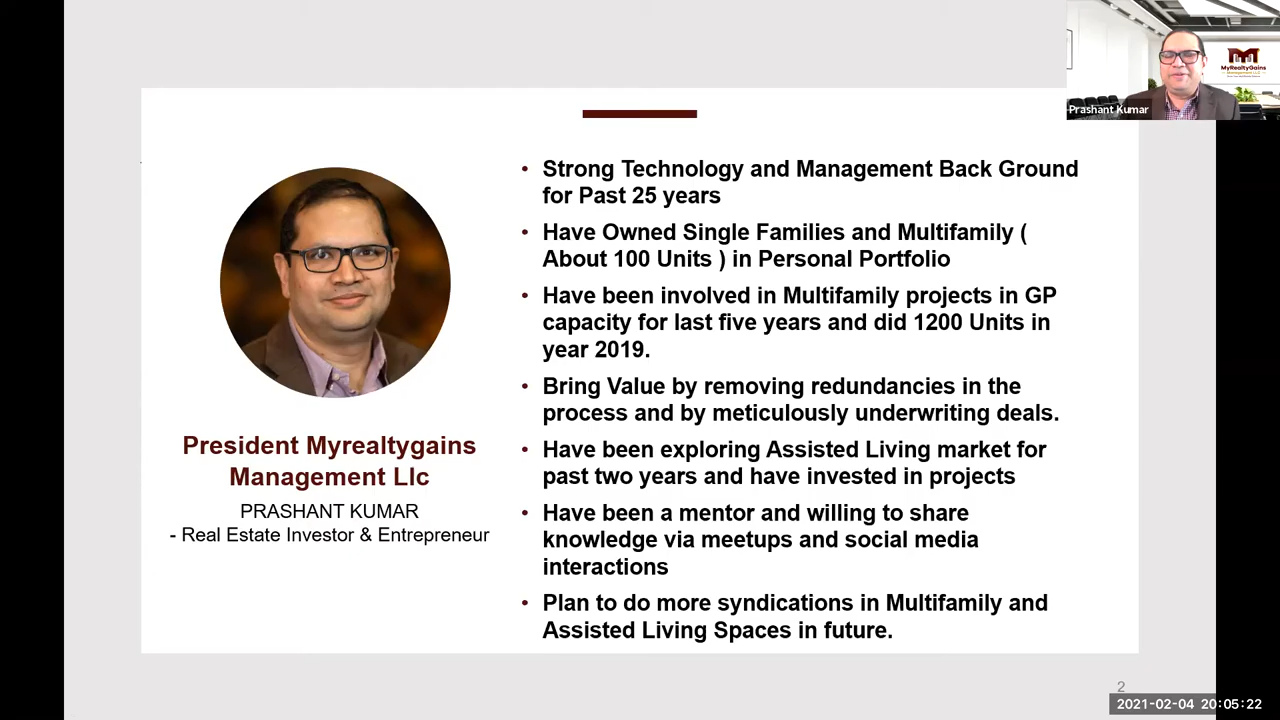 MyRealtyGains
Management LLC
Prashant Kumar
• Strong Technology and Management Back Ground
for Past 25 years
• Have Owned Single Families and Multifamily (
About 100 Units ) in Personal Portfolio
• Have been involved in Multifamily projects in GP
capacity for last five years and did 1200 Units in
year 2019.
• Bring Value by removing redundancies in the
process and by meticulously underwriting deals.
• Have been exploring Assisted Living market for
past two years and have invested in projects
• Have been a mentor and willing to share
knowledge via meetups and social media
interactions
• Plan to do more syndications in Multifamily and
Assisted Living Spaces in future.
President Myrealtygains
Management Llc
PRASHANT KUMAR
- Real Estate Investor & Entrepreneur
2
2021-02-04 20:05:22